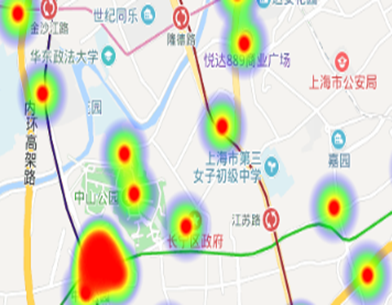 世纪同乐
金沙江路
隆德路
华东政法大学
悦达889商业广场
上海市公安局
内环高架路
花园
上海市第三
女子初级中学
嘉园
中山公园
江苏路
长宁区政府